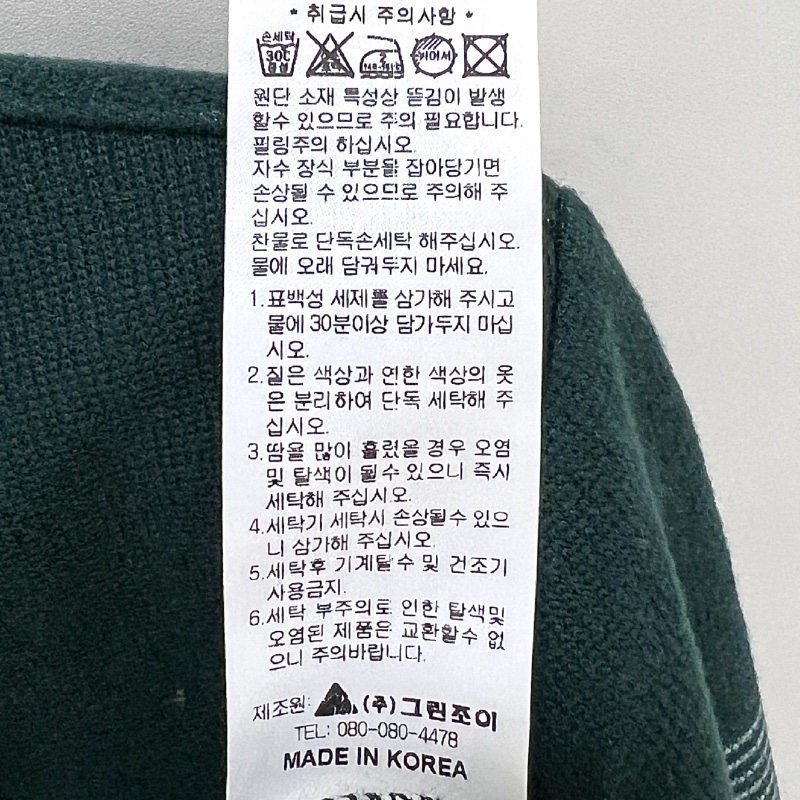 * 취급시 주의사항 *
손세탁
30C
중성
2
140-160℃
뉘어서
원단 소재 특성상 뜯김이 발생
할수 있으므로 주의 필요합니다.
필링주의 하십시오.
자수 장식 부분을 잡아당기면
손상될 수 있으므로 주의해 주
십시오.
찬물로 단독손세탁 해주십시오.
물에 오래 담궈두지 마세요.
1.표백성 세제를 삼가해 주시고
물에 30분이상 담가두지 마십
시오.
2.짙은 색상과 연한 색상의 옷
은 분리하여 단독 세탁해 주
십시오.
3.땀을 많이 흘렸을 경우 오염
및 탈색이 될수 있으니 즉시
세탁해 주십시오.
4.세탁기 세탁시 손상될수 있으
니 삼가해 주십시오.
5.세탁후 기계탈수 및 건조기
사용금지.
6.세탁 부주의로 인한 탈색및
오염된 제품은 교환할수 없
으니 주의바랍니다.
제조원: (주)그린조이
TEL: 080-080-4478
MADE IN KOREA